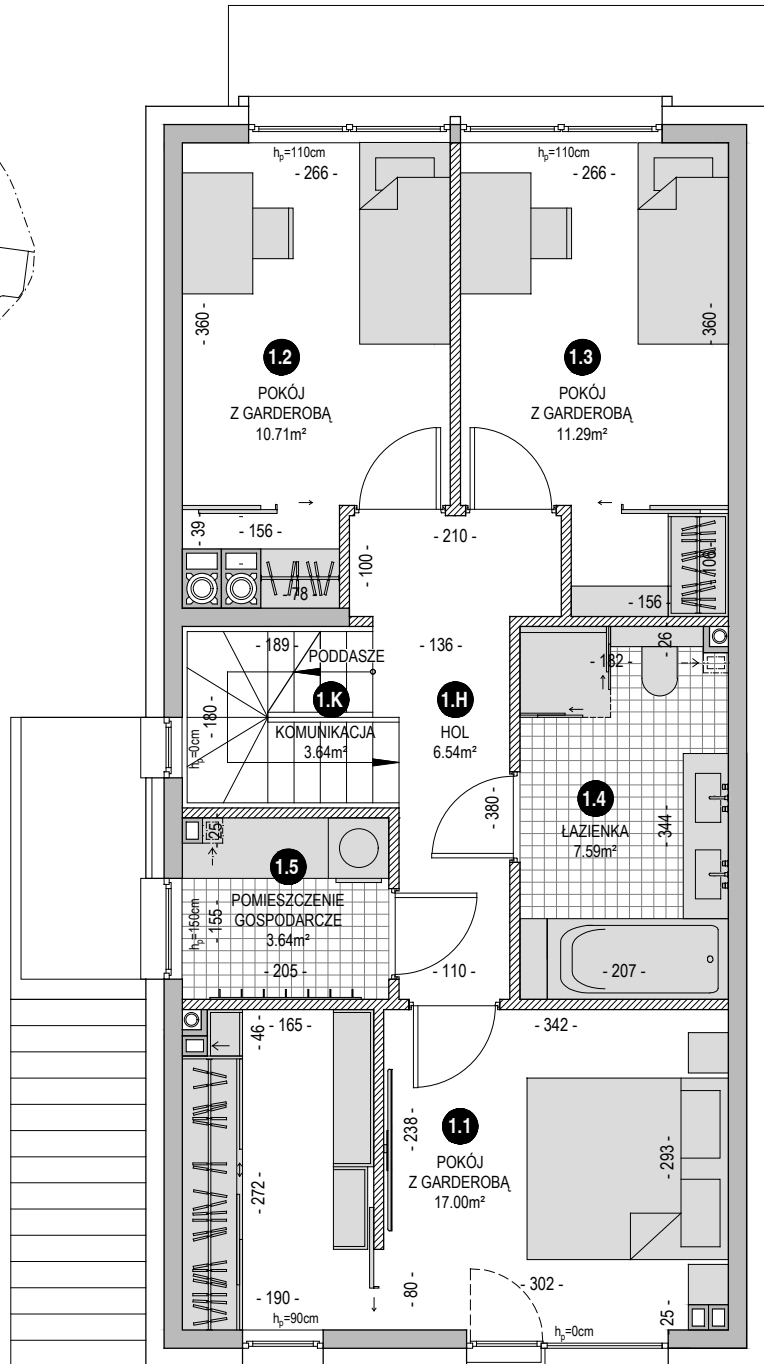 hp=110cm
- 266 -
hp=110cm
- 266 -
- 360 -
- 360 -
1.2
POKÓJ
Z GARDEROBĄ
10.71m²
1.3
POKÓJ
Z GARDEROBĄ
11.29m²
- 39 -
- 156 -
- 100 -
- 210 -
- 78 -
- 106 -
- 156 -
- 189 -
PODDASZE
- 136 -
- 26 -
- 182 -
1.K
KOMUNIKACJA
3.64m²
- 180 -
hp=0cm
1.H
HOL
6.54m²
- 380 -
1.4
ŁAZIENKA
7.59m²
- 344 -
- 25 -
1.5
POMIESZCZENIE
GOSPODARCZE
3.64m²
hp=150cm
- 155 -
- 205 -
- 110 -
- 207 -
- 46 -
- 165 -
- 342 -
- 238 -
1.1
POKÓJ
Z GARDEROBĄ
17.00m²
- 293 -
- 272 -
- 190 -
hp=90cm
- 80 -
- 302 -
hp=0cm
- 25 -